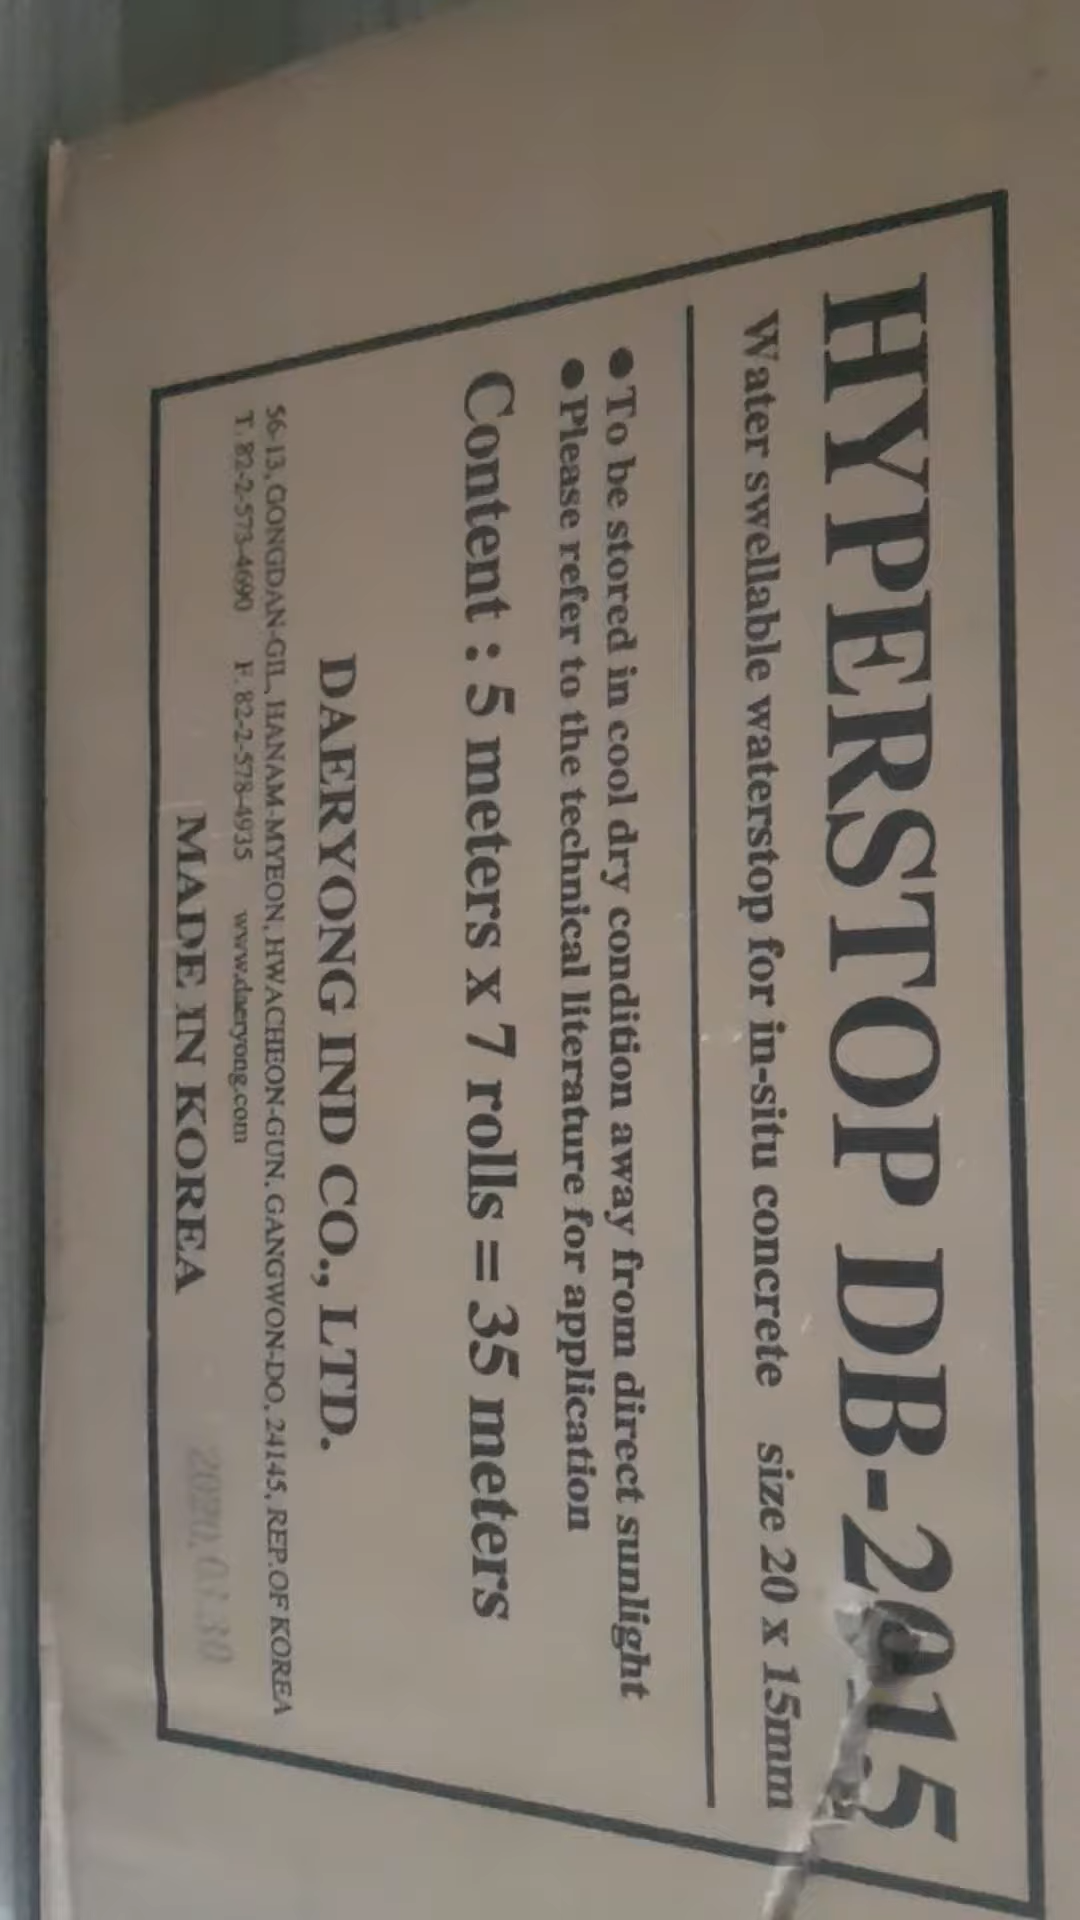 HYPERSTOP DB-2015
Water swellable waterstop for in-situ concrete size 20 x 15mm
●To be stored in cool dry condition away from direct sunlight
●Please refer to the technical literature for application
Content : 5 meters x 7 rolls = 35 meters
DAERYONG IND CO., LTD.
56-13, GONGDAN-GIL, HANAM-MYEON, HWACHEON-GUN, GANGWON-DO, 24145, REP.OF KOREA
T. 82-2-573-4690 F. 82-2-578-4935 www.daeryong.com
MADE IN KOREA
2020. 03. 30